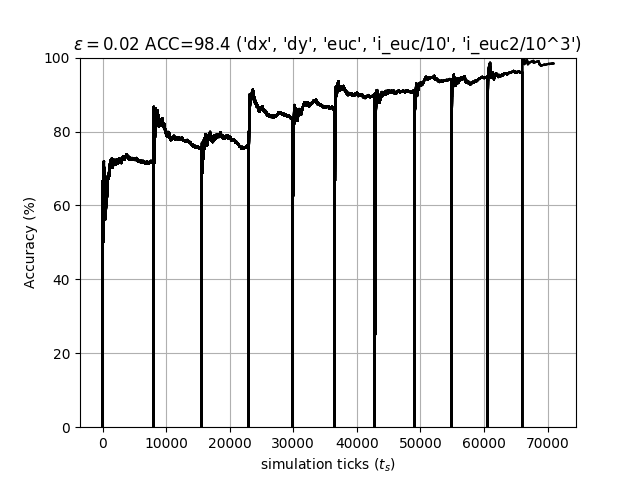 ε = 0.02 ACC=98.4 ('dx', 'dy', 'euc', 'i_euc/10', 'i_euc2/10^3')
100
80
60
40
20
0
Accuracy (%)
0 10000 20000 30000 40000 50000 60000 70000
simulation ticks (tₛ)